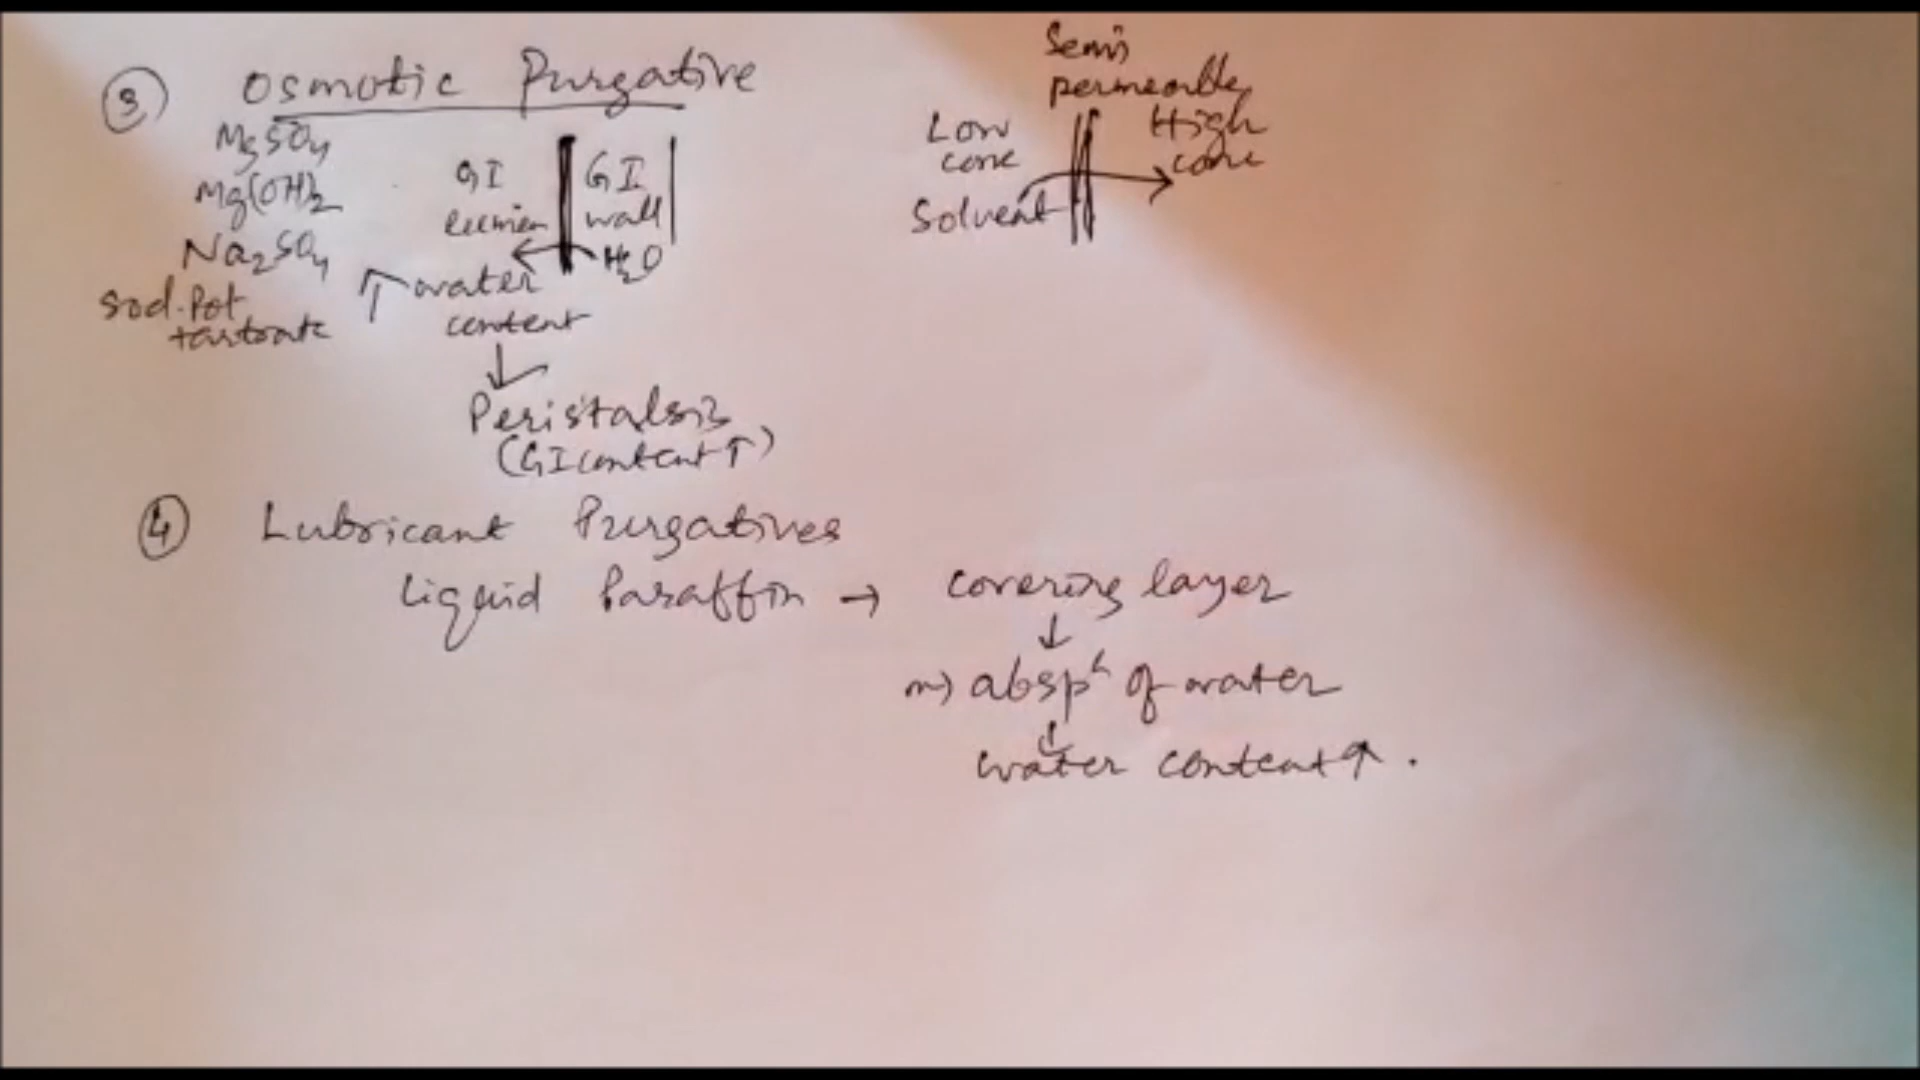 ③ Osmotic Purgative
MgSO4
Mg(OH)2
Na2SO4
Sod. Pot
tartrate
GI
lumen
GI
wall
H2O
↑ water
content
↓
Peristalsis
(GI content ↑)
Semi
permeable
Low
conc
High
conc
Solvent
④ Lubricant Purgatives
Liquid Paraffin → covering layer
↓
absph of water
↓
water content ↑ .